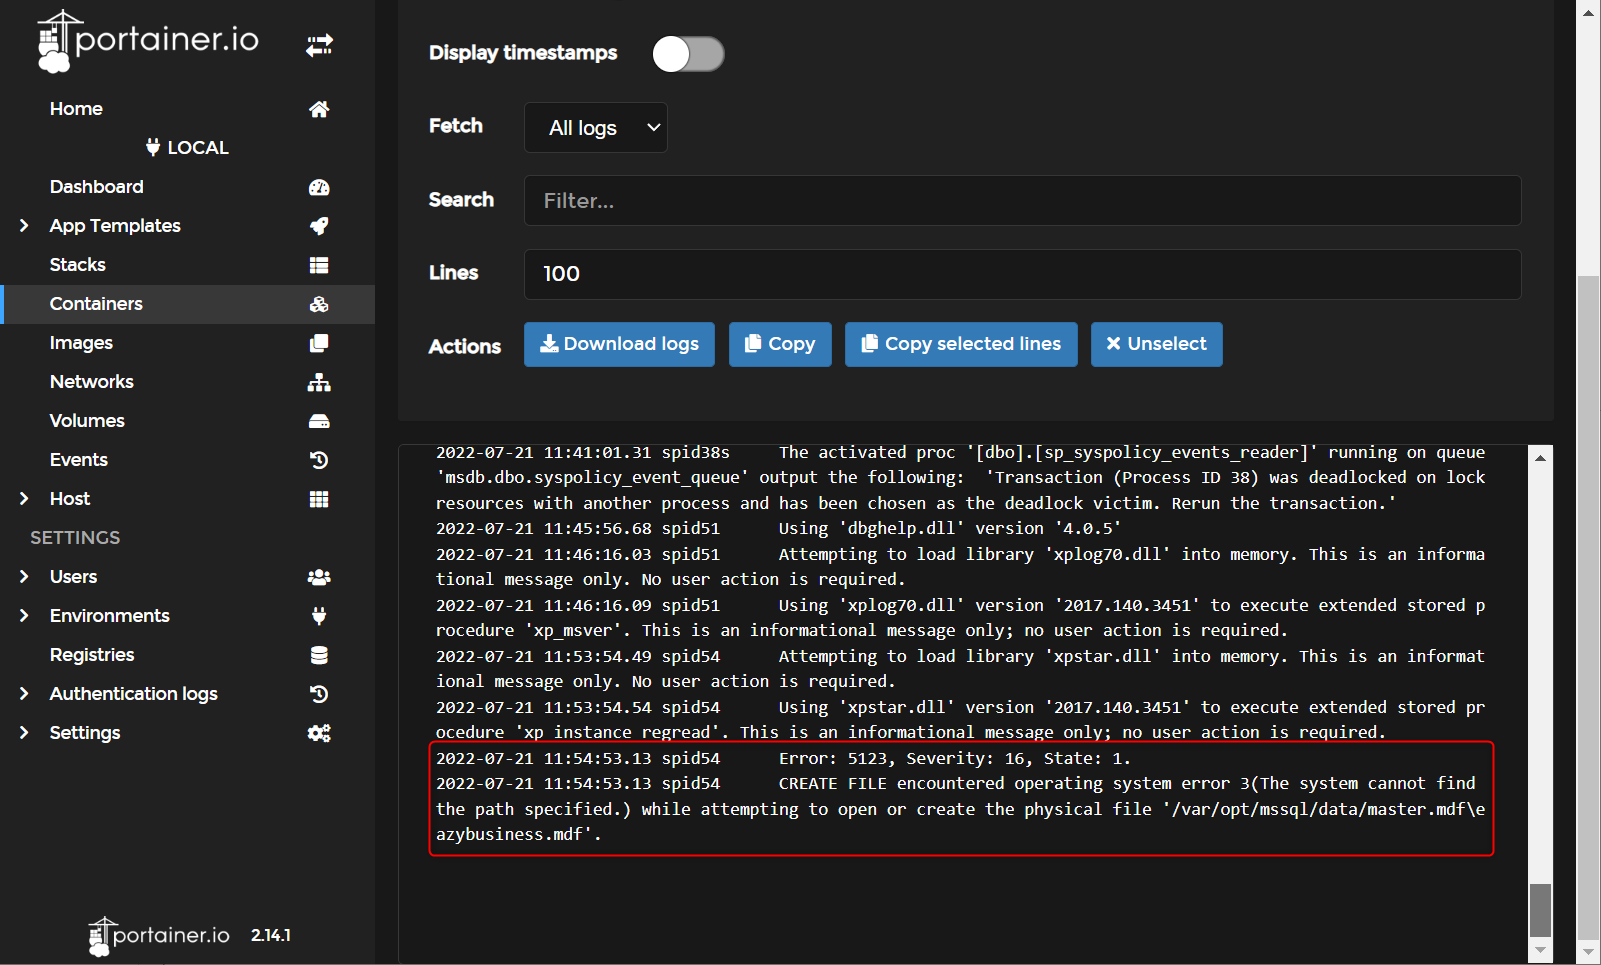 portainer.io
Home
LOCAL
Dashboard
App Templates
Stacks
Containers
Images
Networks
Volumes
Events
Host
SETTINGS
Users
Environments
Registries
Authentication logs
Settings
portainer.io 2.14.1
Display timestamps
Fetch All logs
Search Filter...
Lines 100
Actions Download logs Copy Copy selected lines Unselect
2022-07-21 11:41:01.31 spid38s     The activated proc '[dbo].[sp_syspolicy_events_reader]' running on queue
'msdb.dbo.syspolicy_event_queue' output the following:  'Transaction (Process ID 38) was deadlocked on lock
resources with another process and has been chosen as the deadlock victim. Rerun the transaction.'
2022-07-21 11:45:56.68 spid51      Using 'dbghelp.dll' version '4.0.5'
2022-07-21 11:46:16.03 spid51      Attempting to load library 'xplog70.dll' into memory. This is an informa
tional message only. No user action is required.
2022-07-21 11:46:16.09 spid51      Using 'xplog70.dll' version '2017.140.3451' to execute extended stored p
rocedure 'xp_msver'. This is an informational message only; no user action is required.
2022-07-21 11:53:54.49 spid54      Attempting to load library 'xpstar.dll' into memory. This is an informat
ional message only. No user action is required.
2022-07-21 11:53:54.54 spid54      Using 'xpstar.dll' version '2017.140.3451' to execute extended stored pr
ocedure 'xp_instance_regread'. This is an informational message only; no user action is required.
2022-07-21 11:54:53.13 spid54      Error: 5123, Severity: 16, State: 1.
2022-07-21 11:54:53.13 spid54      CREATE FILE encountered operating system error 3(The system cannot find
the path specified.) while attempting to open or create the physical file '/var/opt/mssql/data/master.mdf\e
azybusiness.mdf'.